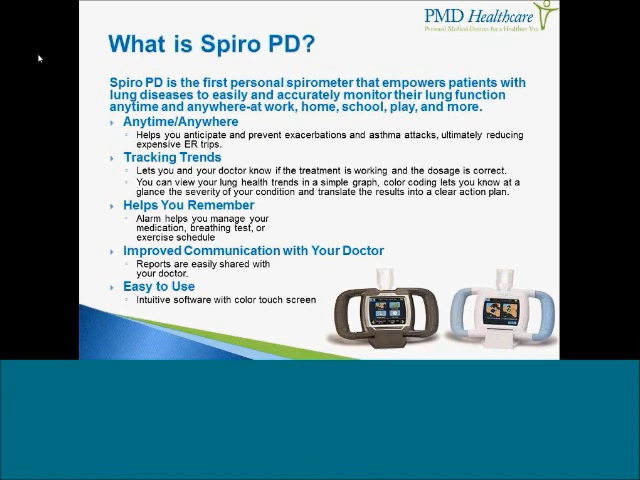 PMD Healthcare
Personal Medical Devices for a Healthier You
What is Spiro PD?
Spiro PD is the first personal spirometer that empowers patients with
lung diseases to easily and accurately monitor their lung function
anytime and anywhere-at work, home, school, play, and more.
Anytime/Anywhere
Helps you anticipate and prevent exacerbations and asthma attacks, ultimately reducing
expensive ER trips.
Tracking Trends
Lets you and your doctor know if the treatment is working and the dosage is correct.
You can view your lung health trends in a simple graph, color coding lets you know at a
glance the severity of your condition and translate the results into a clear action plan.
Helps You Remember
Alarm helps you manage your
medication, breathing test, or
exercise schedule
Improved Communication with Your Doctor
Reports are easily shared with
your doctor.
Easy to Use
Intuitive software with color touch screen